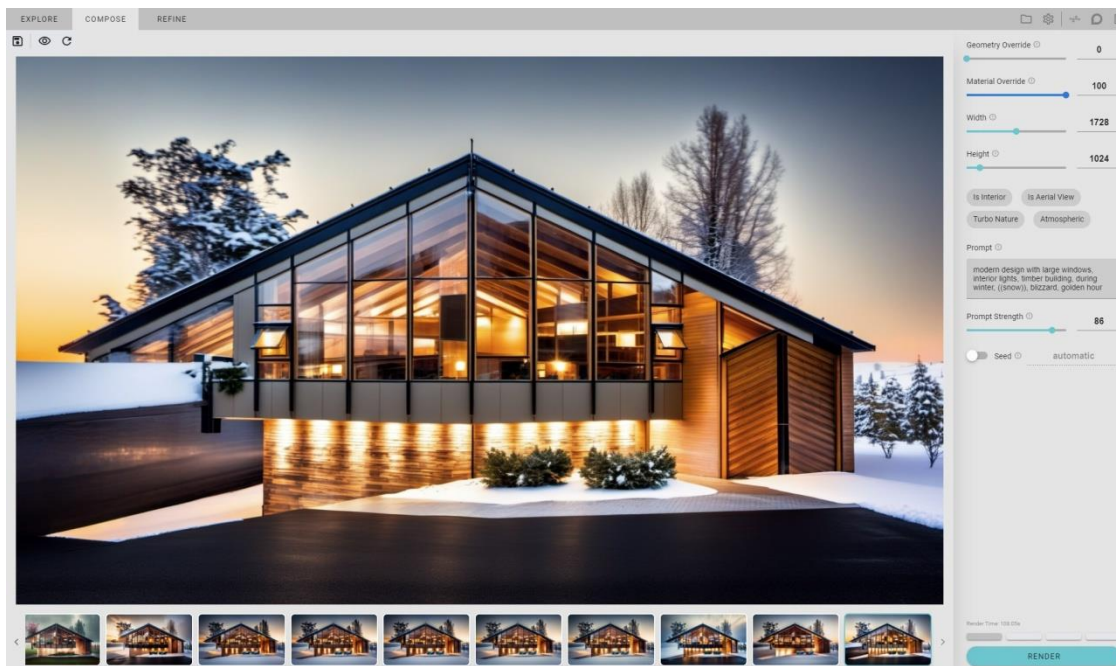 EXPLORE COMPOSE REFINE
Geometry Override 0
Material Override 100
Width 1728
Height 1024
Is Interior Is Aerial View
Turbo Nature Atmospheric
Prompt
modern design with large windows,
interior lights, timber building, during
winter, ((snow)), blizzard, golden hour
Prompt Strength 86
Seed automatic
RENDER